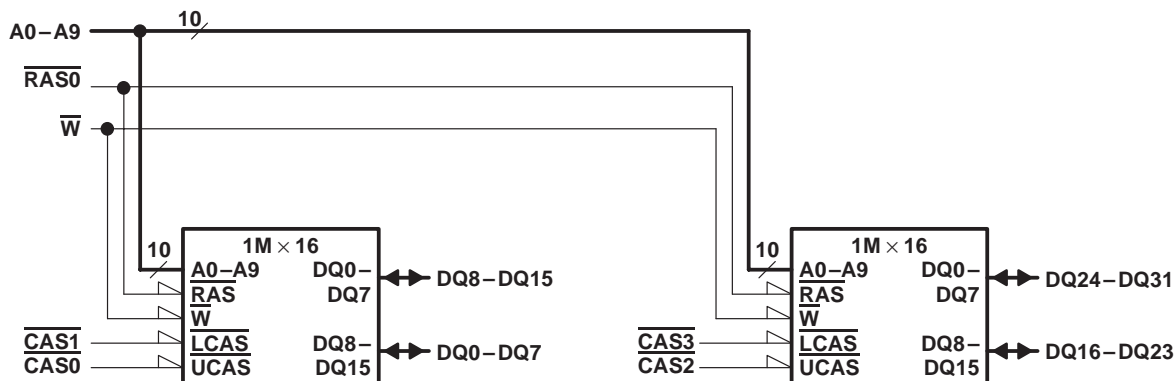 10
A0–A9
RAS0
W
10
1M × 16
A0–A9
RAS
W
LCAS
UCAS
DQ0–
DQ7
DQ8–
DQ15
DQ8–DQ15
DQ0–DQ7
CAS1
CAS0
10
1M × 16
A0–A9
RAS
W
LCAS
UCAS
DQ0–
DQ7
DQ8–
DQ15
DQ24–DQ31
DQ16–DQ23
CAS3
CAS2